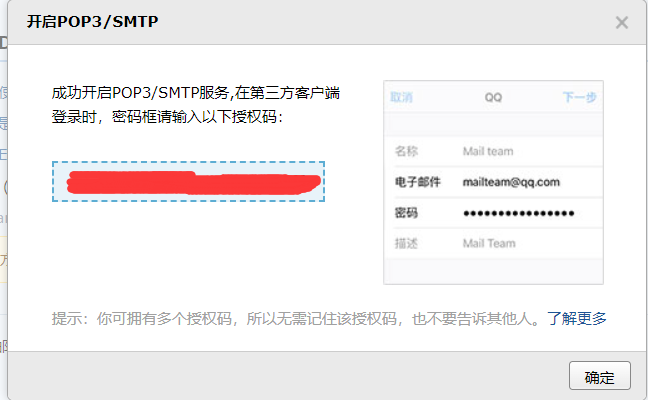 开启POP3/SMTP
成功开启POP3/SMTP服务,在第三方客户端
登录时，密码框请输入以下授权码：
取消 QQ 下一步
名称 Mail team
电子邮件 mailteam@qq.com
密码 ●●●●●●●●●●●●●●●●
描述 Mail Team
提示：你可拥有多个授权码，所以无需记住该授权码，也不要告诉其他人。了解更多
确定